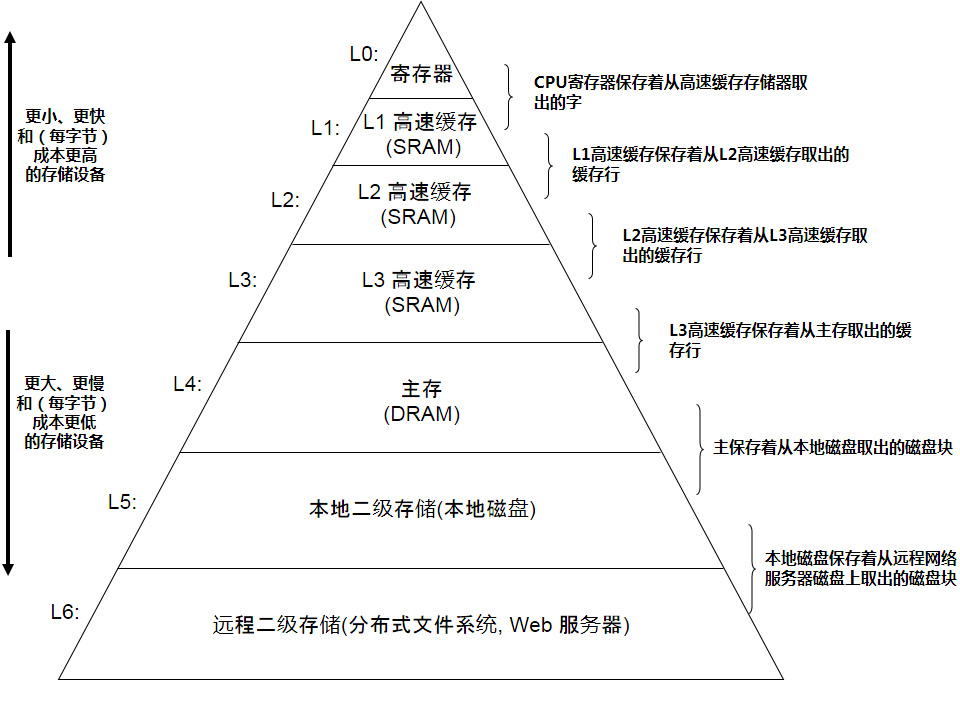 L0:
寄存器
CPU寄存器保存着从高速缓存存储器取
出的字
更小、更快
和（每字节）
成本更高
的存储设备
L1:
L1 高速缓存
(SRAM)
L1高速缓存保存着从L2高速缓存取出的
缓存行
L2:
L2 高速缓存
(SRAM)
L2高速缓存保存着从L3高速缓存取
出的缓存行
L3:
L3 高速缓存
(SRAM)
L3高速缓存保存着从主存取出的缓
存行
更大、更慢
和（每字节）
成本更低
的存储设备
L4:
主存
(DRAM)
主保存着从本地磁盘取出的磁盘块
L5:
本地二级存储(本地磁盘)
本地磁盘保存着从远程网络
服务器磁盘上取出的磁盘块
L6:
远程二级存储(分布式文件系统, Web 服务器)